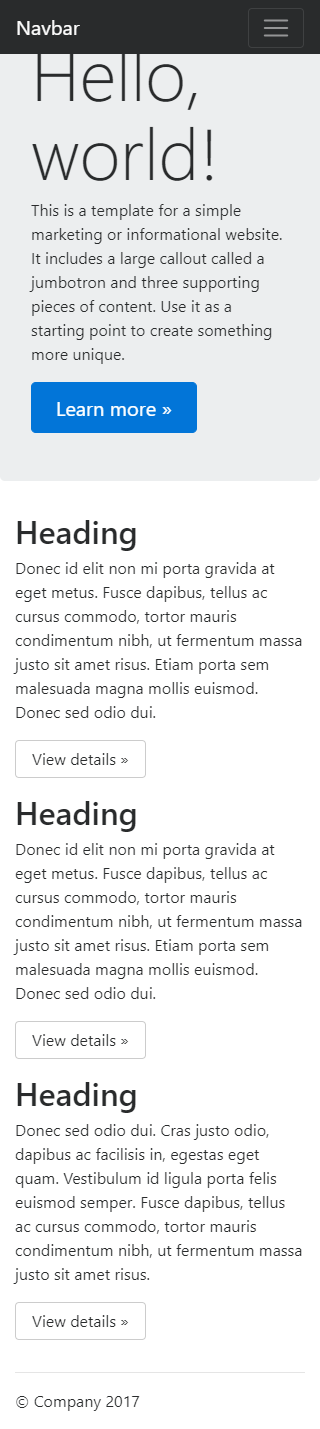 Navbar
Hello,
world!
This is a template for a simple
marketing or informational website.
It includes a large callout called a
jumbotron and three supporting
pieces of content. Use it as a
starting point to create something
more unique.
Learn more »
Heading
Donec id elit non mi porta gravida at
eget metus. Fusce dapibus, tellus ac
cursus commodo, tortor mauris
condimentum nibh, ut fermentum massa
justo sit amet risus. Etiam porta sem
malesuada magna mollis euismod.
Donec sed odio dui.
View details »
Heading
Donec id elit non mi porta gravida at
eget metus. Fusce dapibus, tellus ac
cursus commodo, tortor mauris
condimentum nibh, ut fermentum massa
justo sit amet risus. Etiam porta sem
malesuada magna mollis euismod.
Donec sed odio dui.
View details »
Heading
Donec sed odio dui. Cras justo odio,
dapibus ac facilisis in, egestas eget
quam. Vestibulum id ligula porta felis
euismod semper. Fusce dapibus, tellus
ac cursus commodo, tortor mauris
condimentum nibh, ut fermentum massa
justo sit amet risus.
View details »
© Company 2017